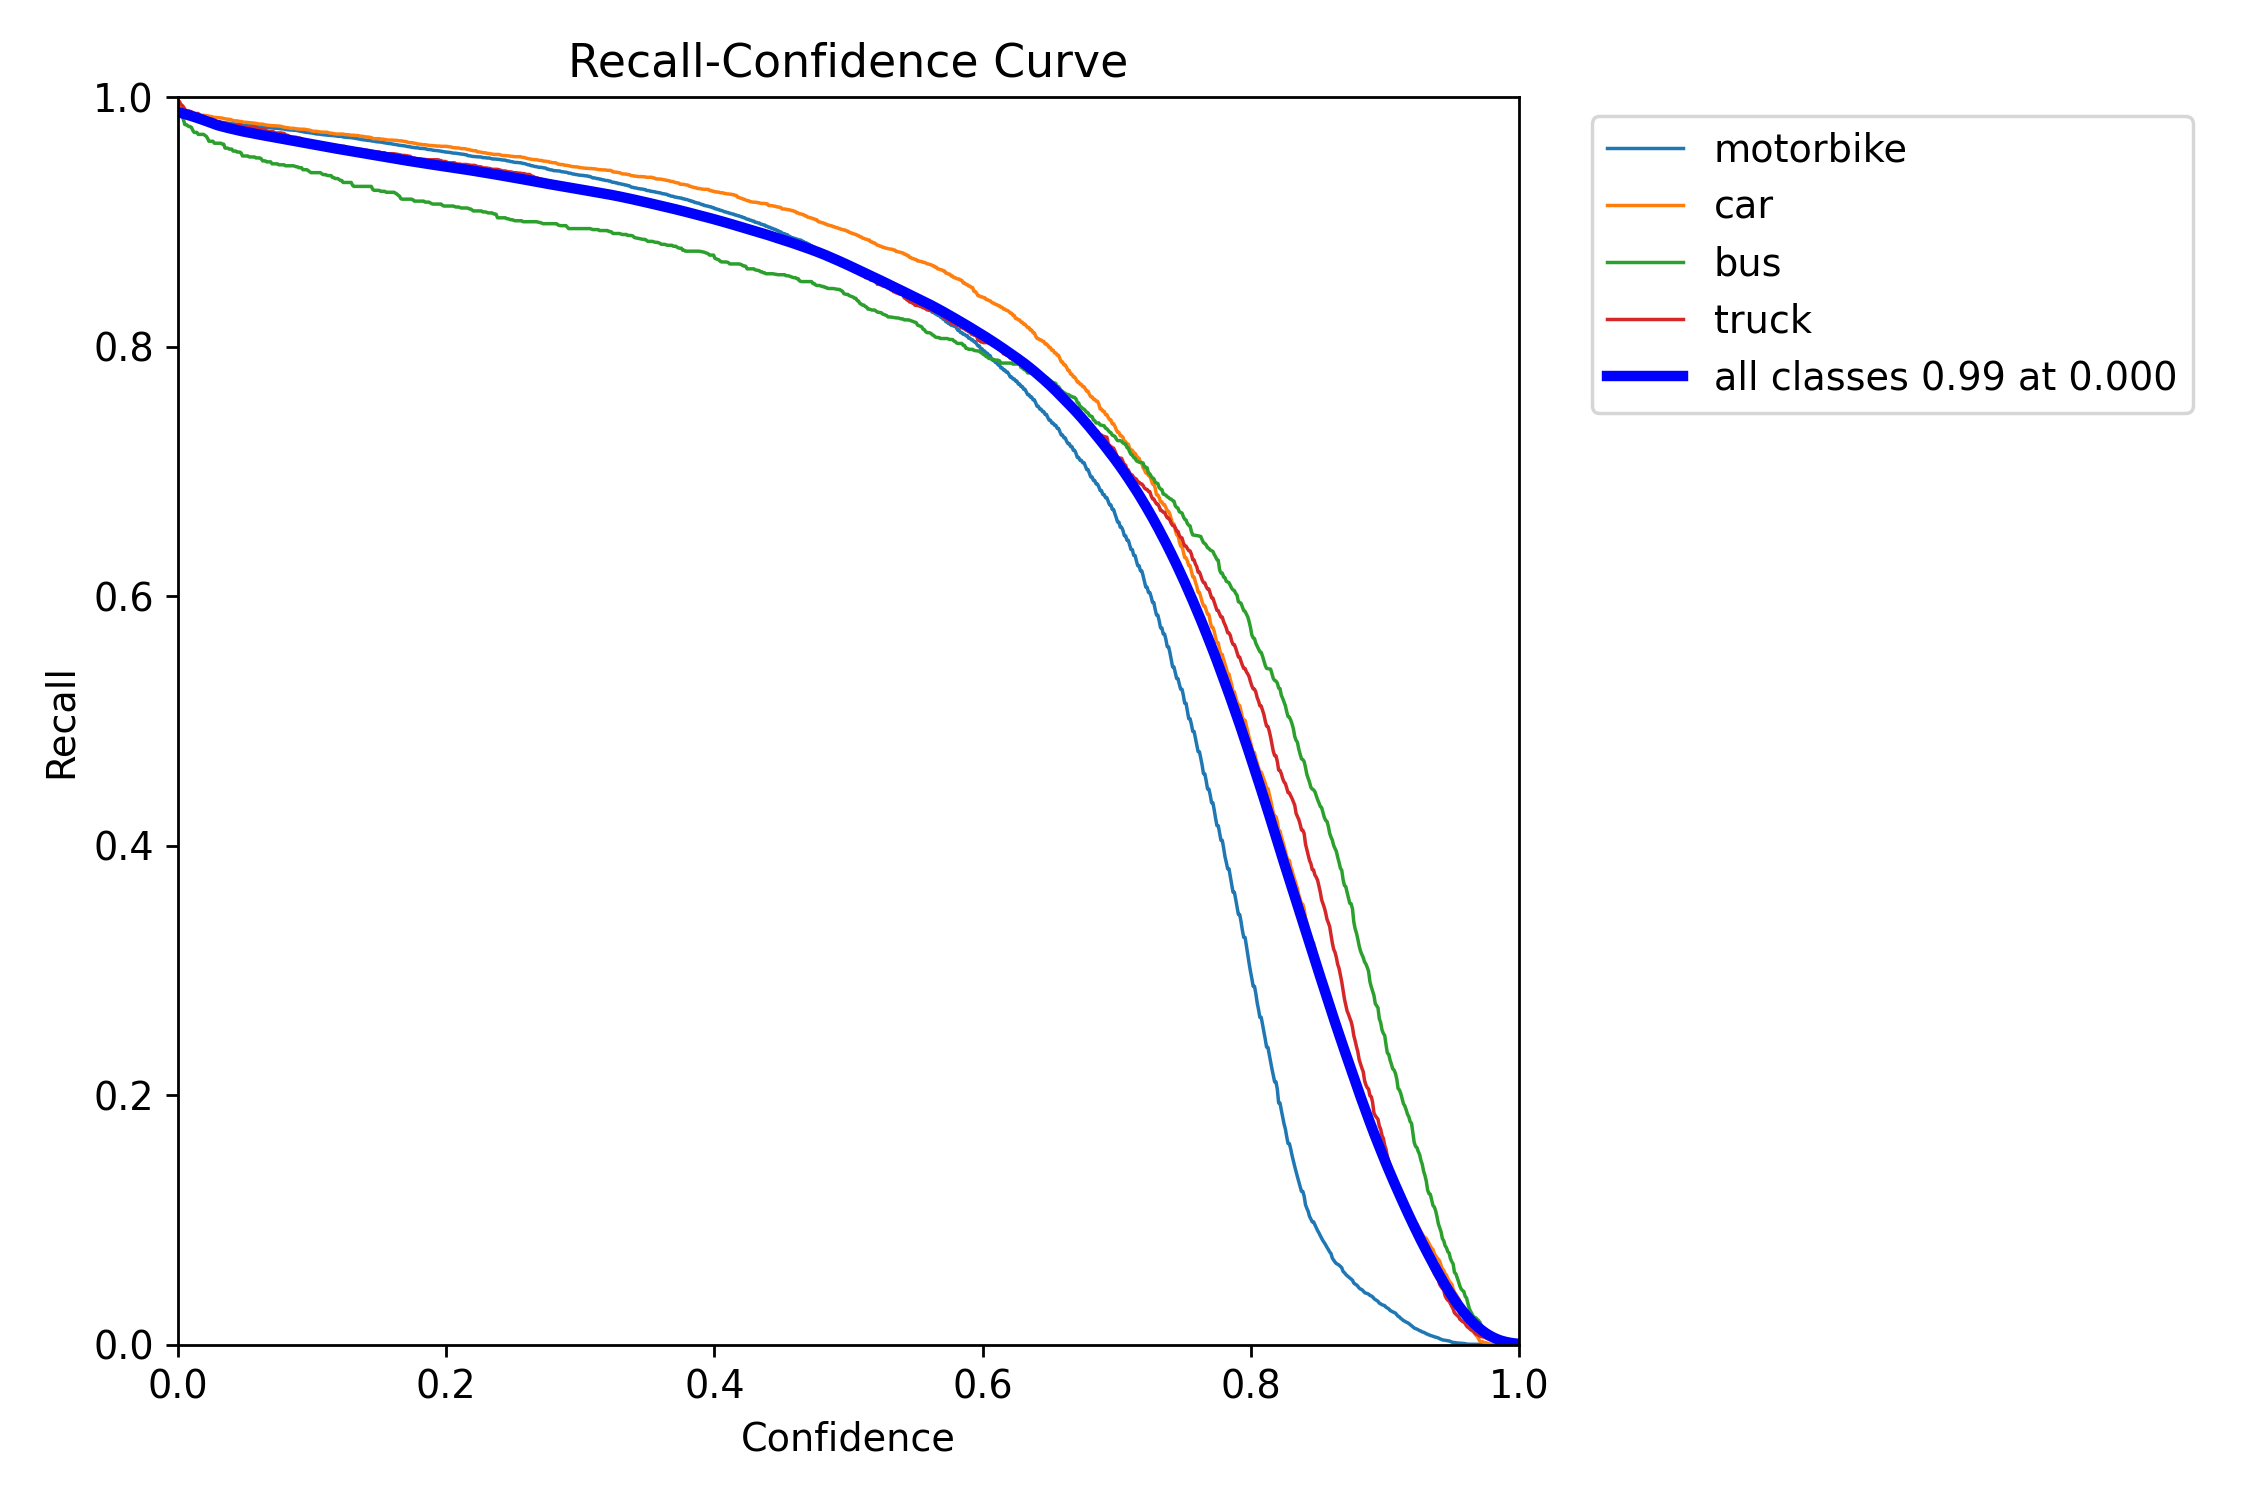 Recall-Confidence Curve
1.0
0.8
0.6
0.4
0.2
0.0
Recall
0.0 0.2 0.4 0.6 0.8 1.0
Confidence
motorbike
car
bus
truck
all classes 0.99 at 0.000